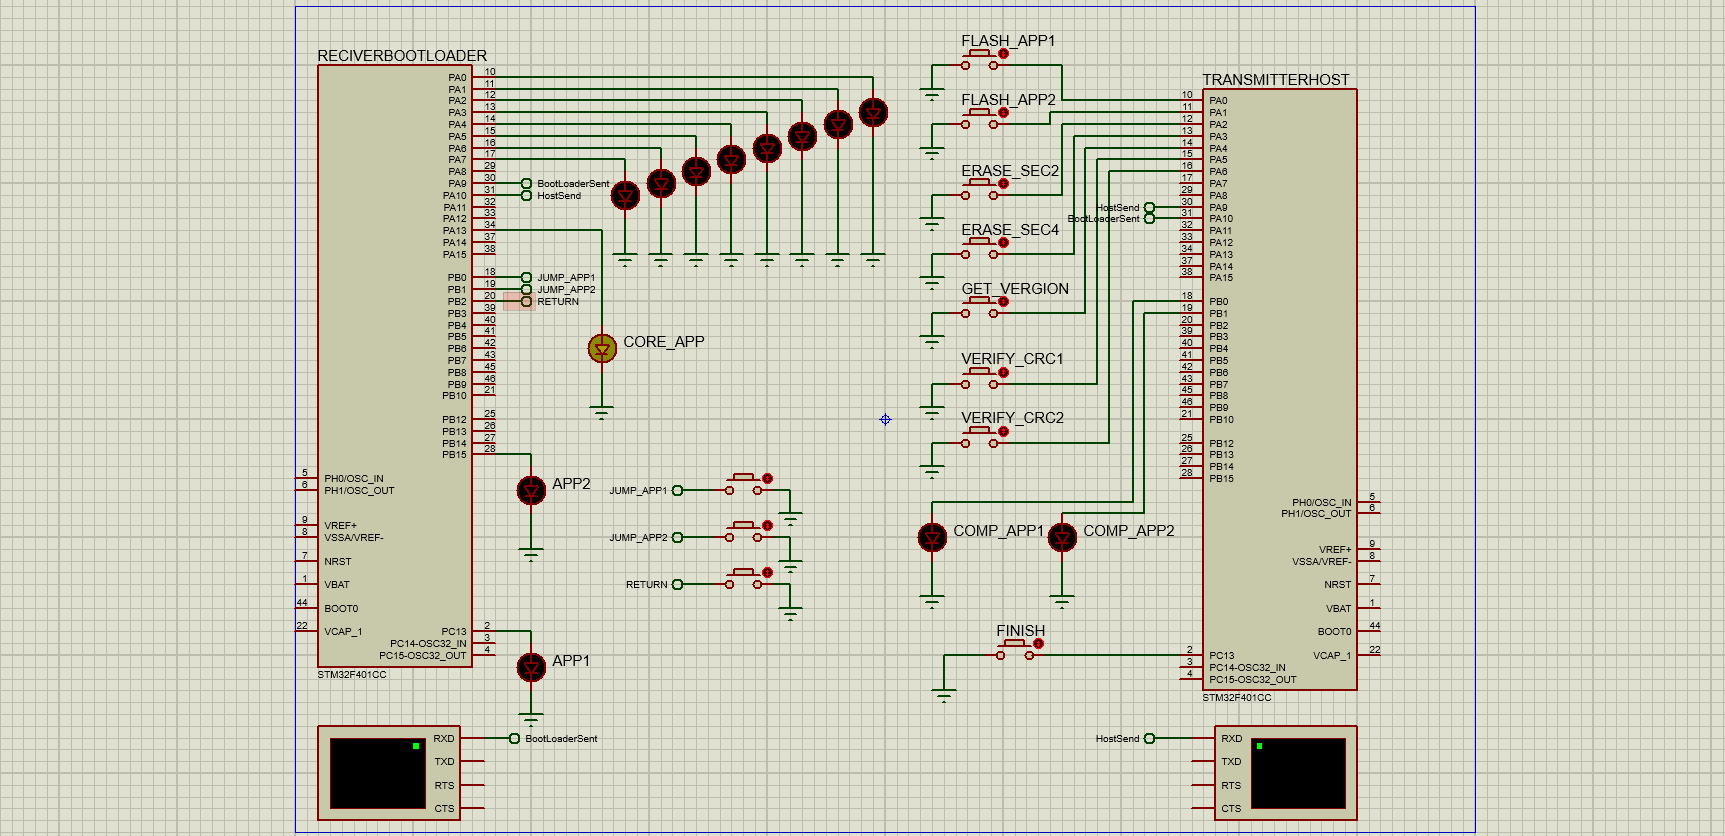 RECIVERBOOTLOADER
PA0 10
PA1 11
PA2 12
PA3 13
PA4 14
PA5 15
PA6 16
PA7 17
PA8 29
PA9 30 BootLoaderSent
PA10 31 HostSend
PA11 32
PA12 33
PA13 34
PA14 37
PA15 38
PB0 18 JUMP_APP1
PB1 19 JUMP_APP2
PB2 20 RETURN
PB3 39
PB4 40
PB5 41
PB6 42
PB7 43
PB8 45
PB9 46
PB10 21
PB12 25
PB13 26
PB14 27
PB15 28
5 PH0/OSC_IN
6 PH1/OSC_OUT
9 VREF+
8 VSSA/VREF-
7 NRST
1 VBAT
44 BOOT0
22 VCAP_1
PC13 2
PC14-OSC32_IN 3
PC15-OSC32_OUT 4
STM32F401CC
CORE_APP
APP2
APP1
JUMP_APP1
JUMP_APP2
RETURN
RXD BootLoaderSent
TXD
RTS
CTS
FLASH_APP1
FLASH_APP2
ERASE_SEC2
ERASE_SEC4
GET_VERGION
VERIFY_CRC1
VERIFY_CRC2
COMP_APP1
COMP_APP2
FINISH
TRANSMITTERHOST
10 PA0
11 PA1
12 PA2
13 PA3
14 PA4
15 PA5
16 PA6
17 PA7
29 PA8
HostSend 30 PA9
BootLoaderSent 31 PA10
32 PA11
33 PA12
34 PA13
37 PA14
38 PA15
18 PB0
19 PB1
20 PB2
39 PB3
40 PB4
41 PB5
42 PB6
43 PB7
45 PB8
46 PB9
21 PB10
25 PB12
26 PB13
27 PB14
28 PB15
PH0/OSC_IN 5
PH1/OSC_OUT 6
VREF+ 9
VSSA/VREF- 8
NRST 7
VBAT 1
BOOT0 44
VCAP_1 22
2 PC13
3 PC14-OSC32_IN
4 PC15-OSC32_OUT
STM32F401CC
HostSend RXD
TXD
RTS
CTS